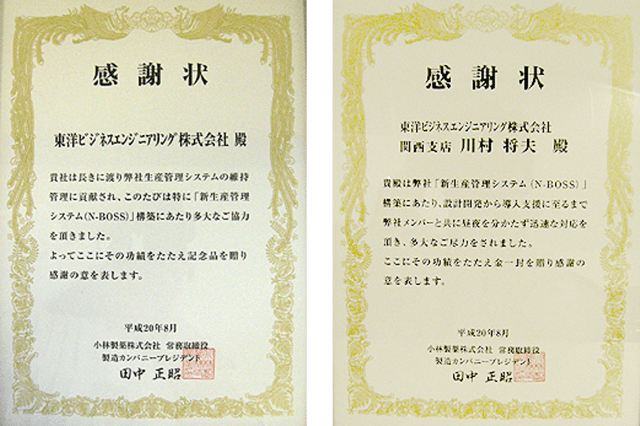 感謝状
東洋ビジネスエンジニアリング株式会社 殿
貴社は長きに渡り弊社生産管理システムの維持
管理に貢献され、このたびは特に「新生産管理
システム(N-BOSS)」構築にあたり多大なご協力
を頂きました。
よってここにその功績をたたえ記念品を贈り
感謝の意を表します。
平成20年8月
小林製薬株式会社 常務取締役
製造カンパニープレジデント
田中 正昭
感謝状
東洋ビジネスエンジニアリング株式会社
関西支店 川村 将夫 殿
貴殿は弊社「新生産管理システム(N-BOSS)」
構築にあたり、設計開発から導入支援に至るまで
弊社メンバーと共に昼夜を分かたず迅速な対応を
頂き、多大なご尽力をされました。
ここにその功績をたたえ金一封を贈り感謝の
意を表します。
平成20年8月
小林製薬株式会社 常務取締役
製造カンパニープレジデント
田中 正昭